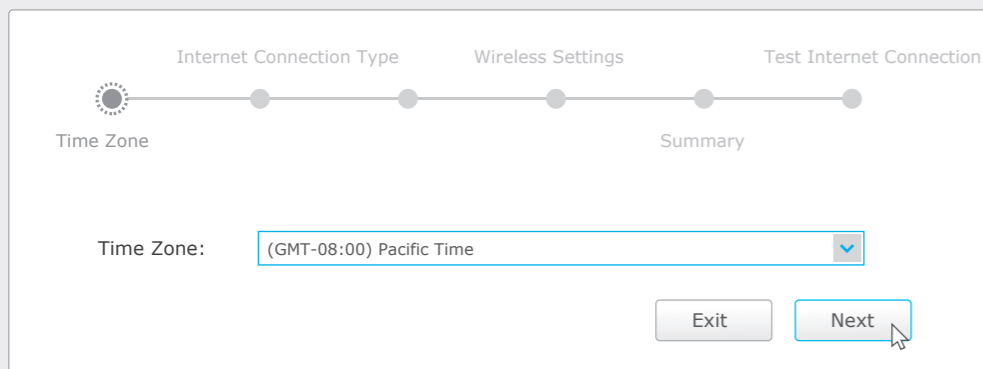 Internet Connection Type Wireless Settings Test Internet Connection
Time Zone Summary
Time Zone: (GMT-08:00) Pacific Time
Exit Next